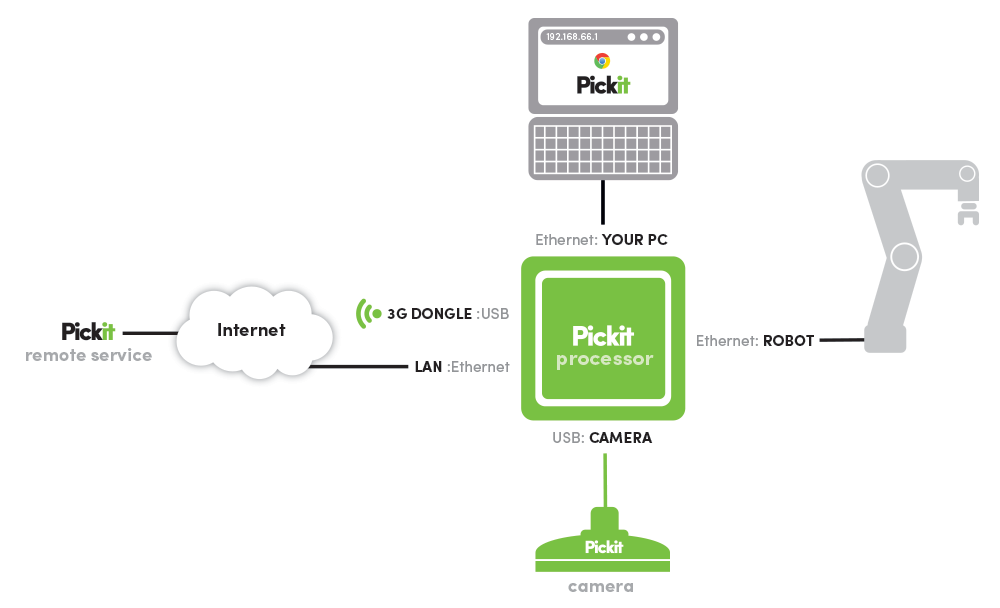 192.168.66.1
Pickit
Ethernet: YOUR PC
Pickit
remote service
Internet
3G DONGLE :USB
LAN :Ethernet
Pickit
processor
Ethernet: ROBOT
USB: CAMERA
Pickit
camera